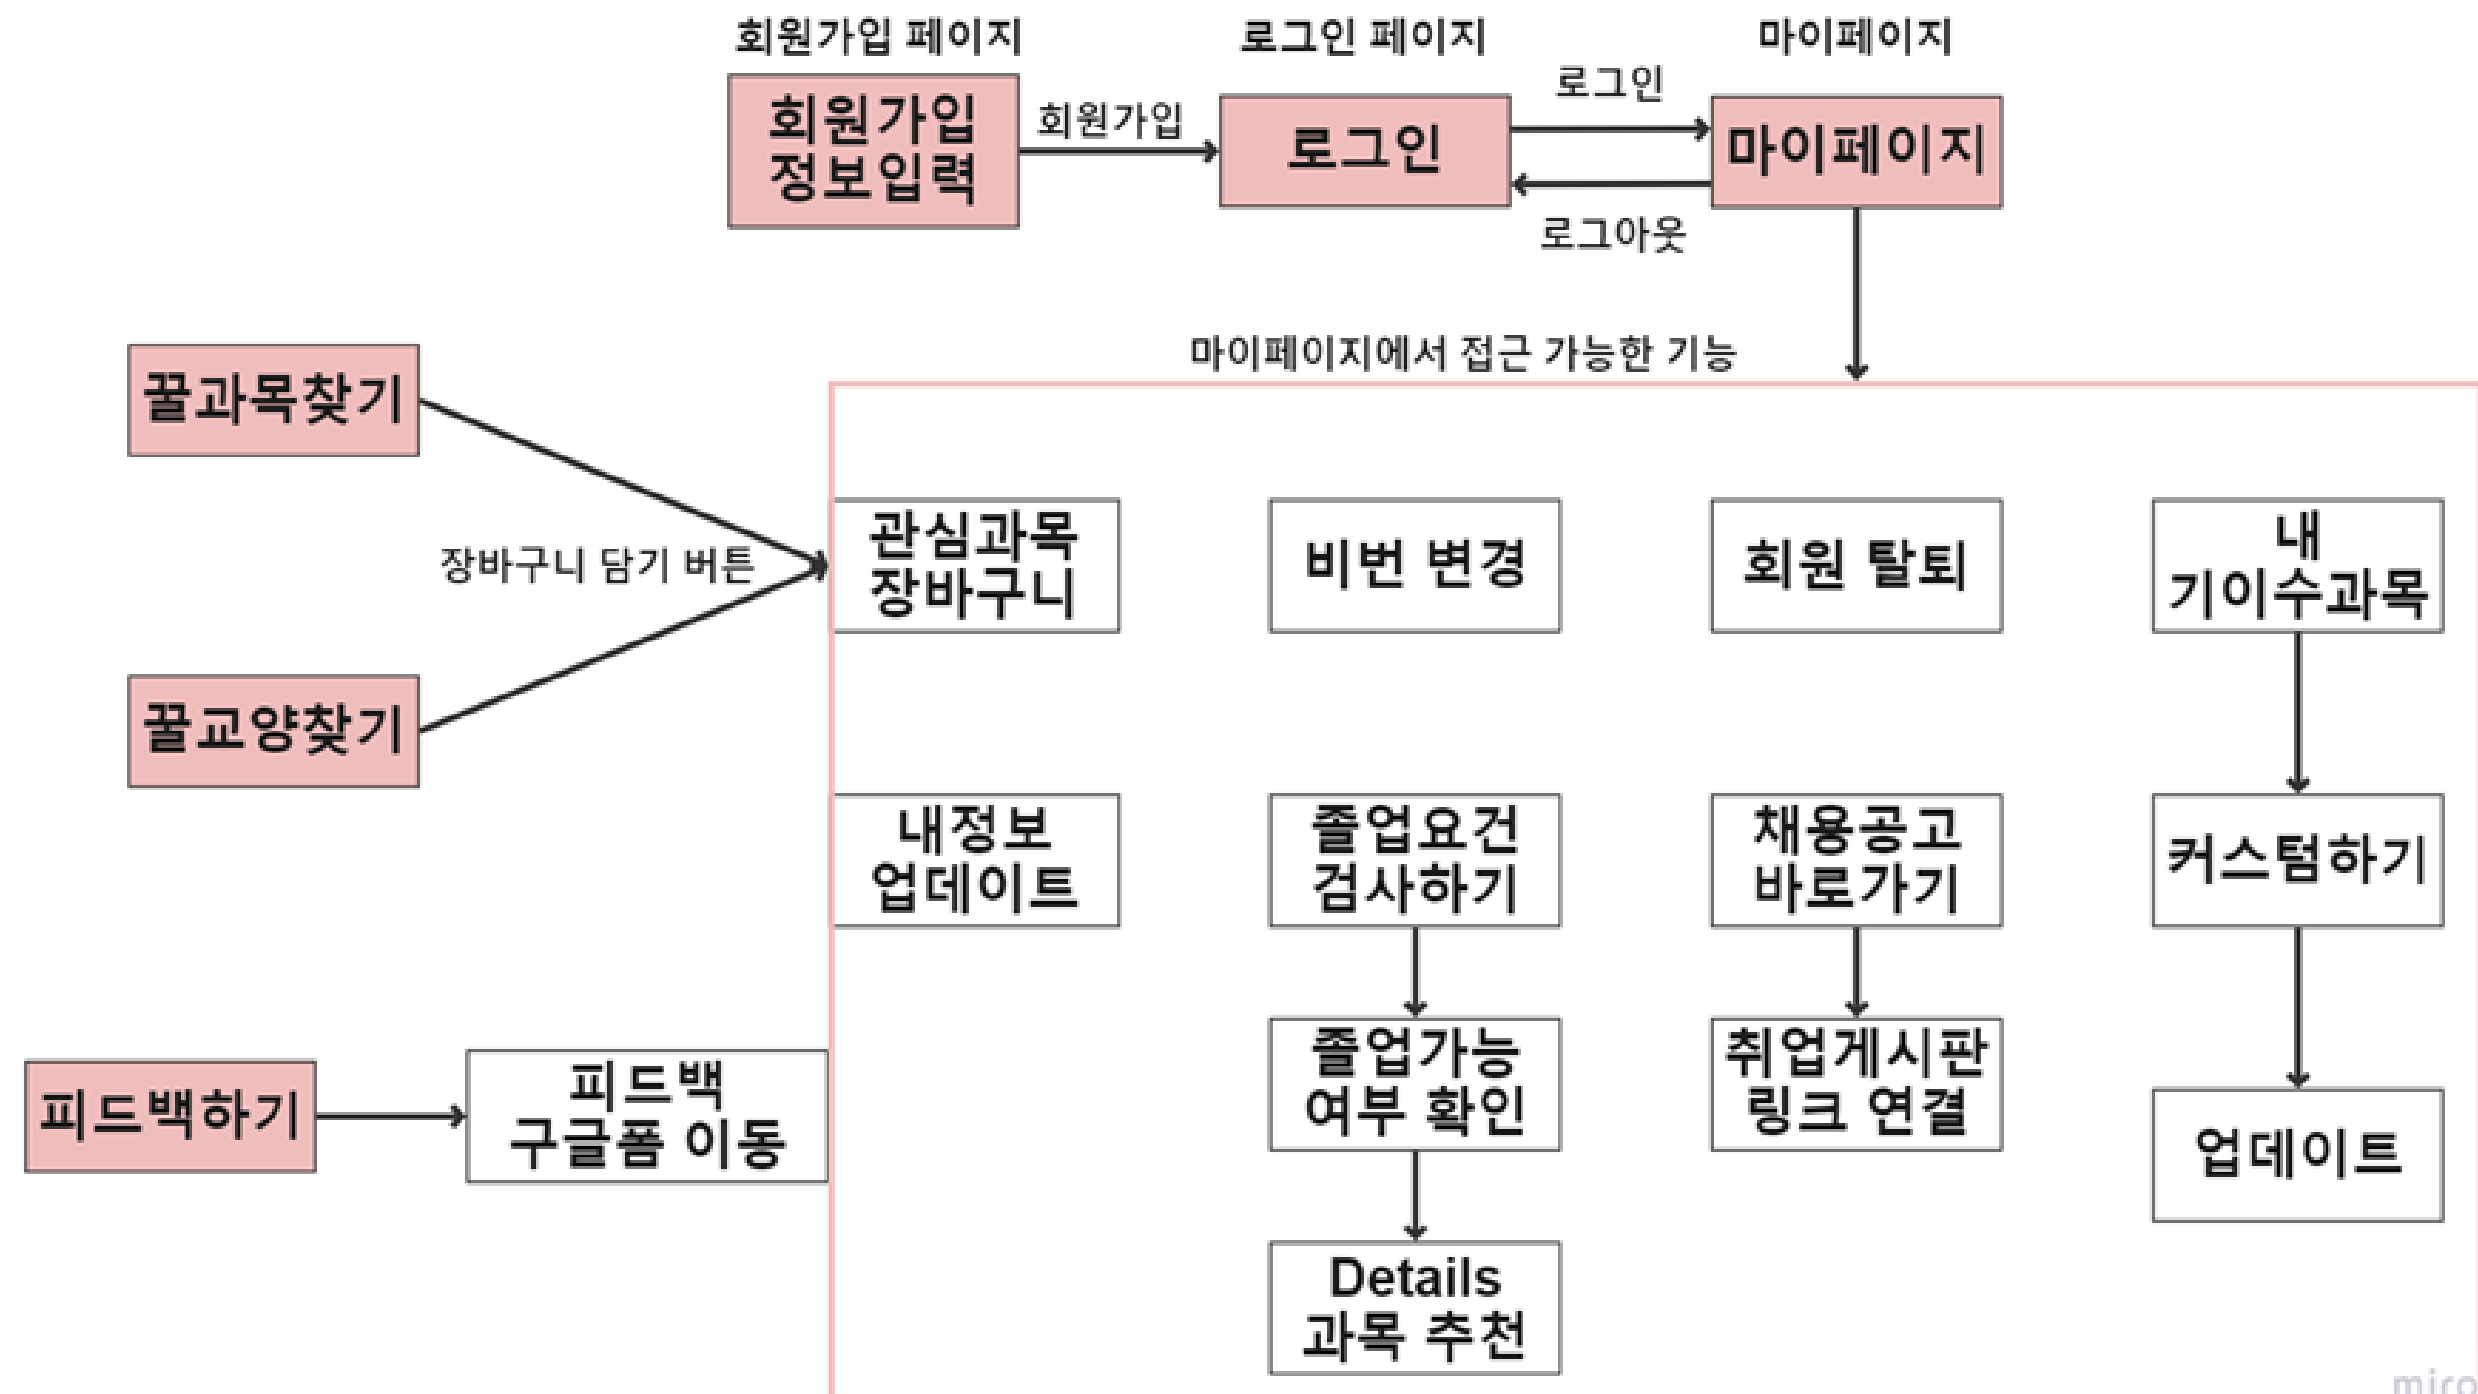 회원가입 페이지
로그인 페이지
마이페이지
회원가입
정보입력
회원가입
로그인
로그인
마이페이지
로그아웃
마이페이지에서 접근 가능한 기능
꿀과목찾기
장바구니 담기 버튼
꿀교양찾기
관심과목
장바구니
비번 변경
회원 탈퇴
내
기이수과목
내정보
업데이트
졸업요건
검사하기
채용공고
바로가기
커스텀하기
피드백하기
피드백
구글폼 이동
졸업가능
여부 확인
취업게시판
링크 연결
업데이트
Details
과목 추천
miro